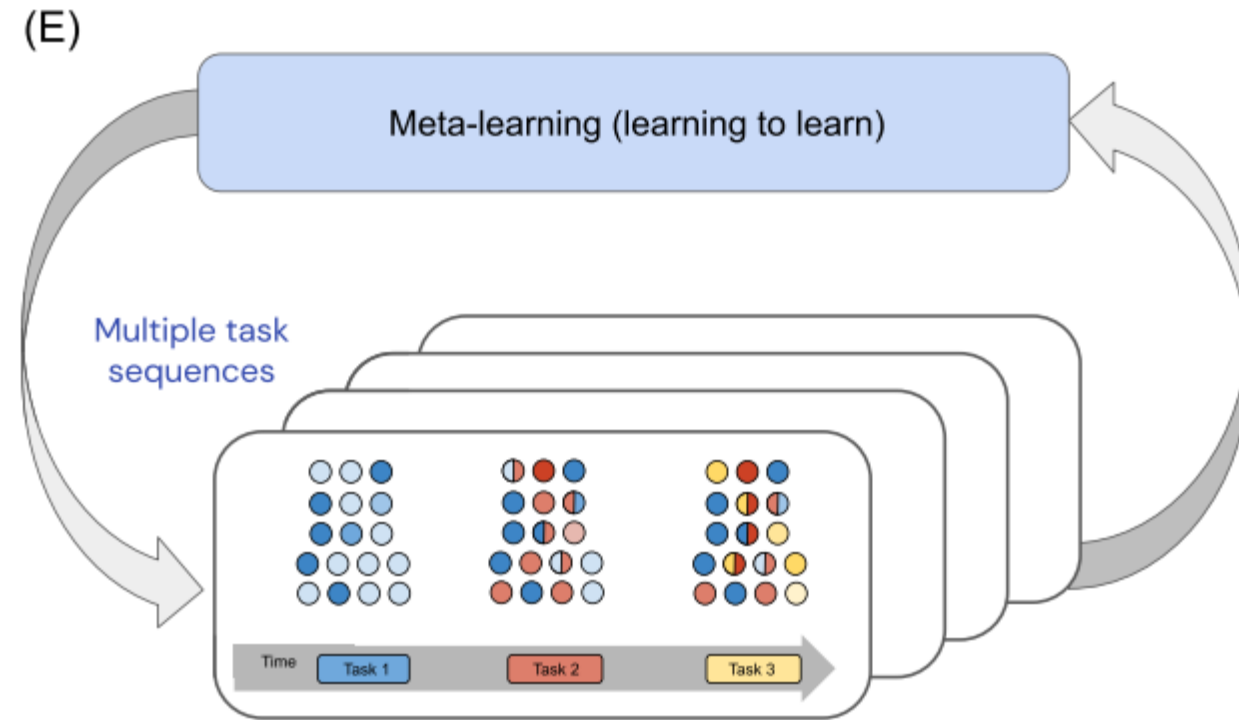 (E)
Meta-learning (learning to learn)
Multiple task
sequences
Time
Task 1
Task 2
Task 3